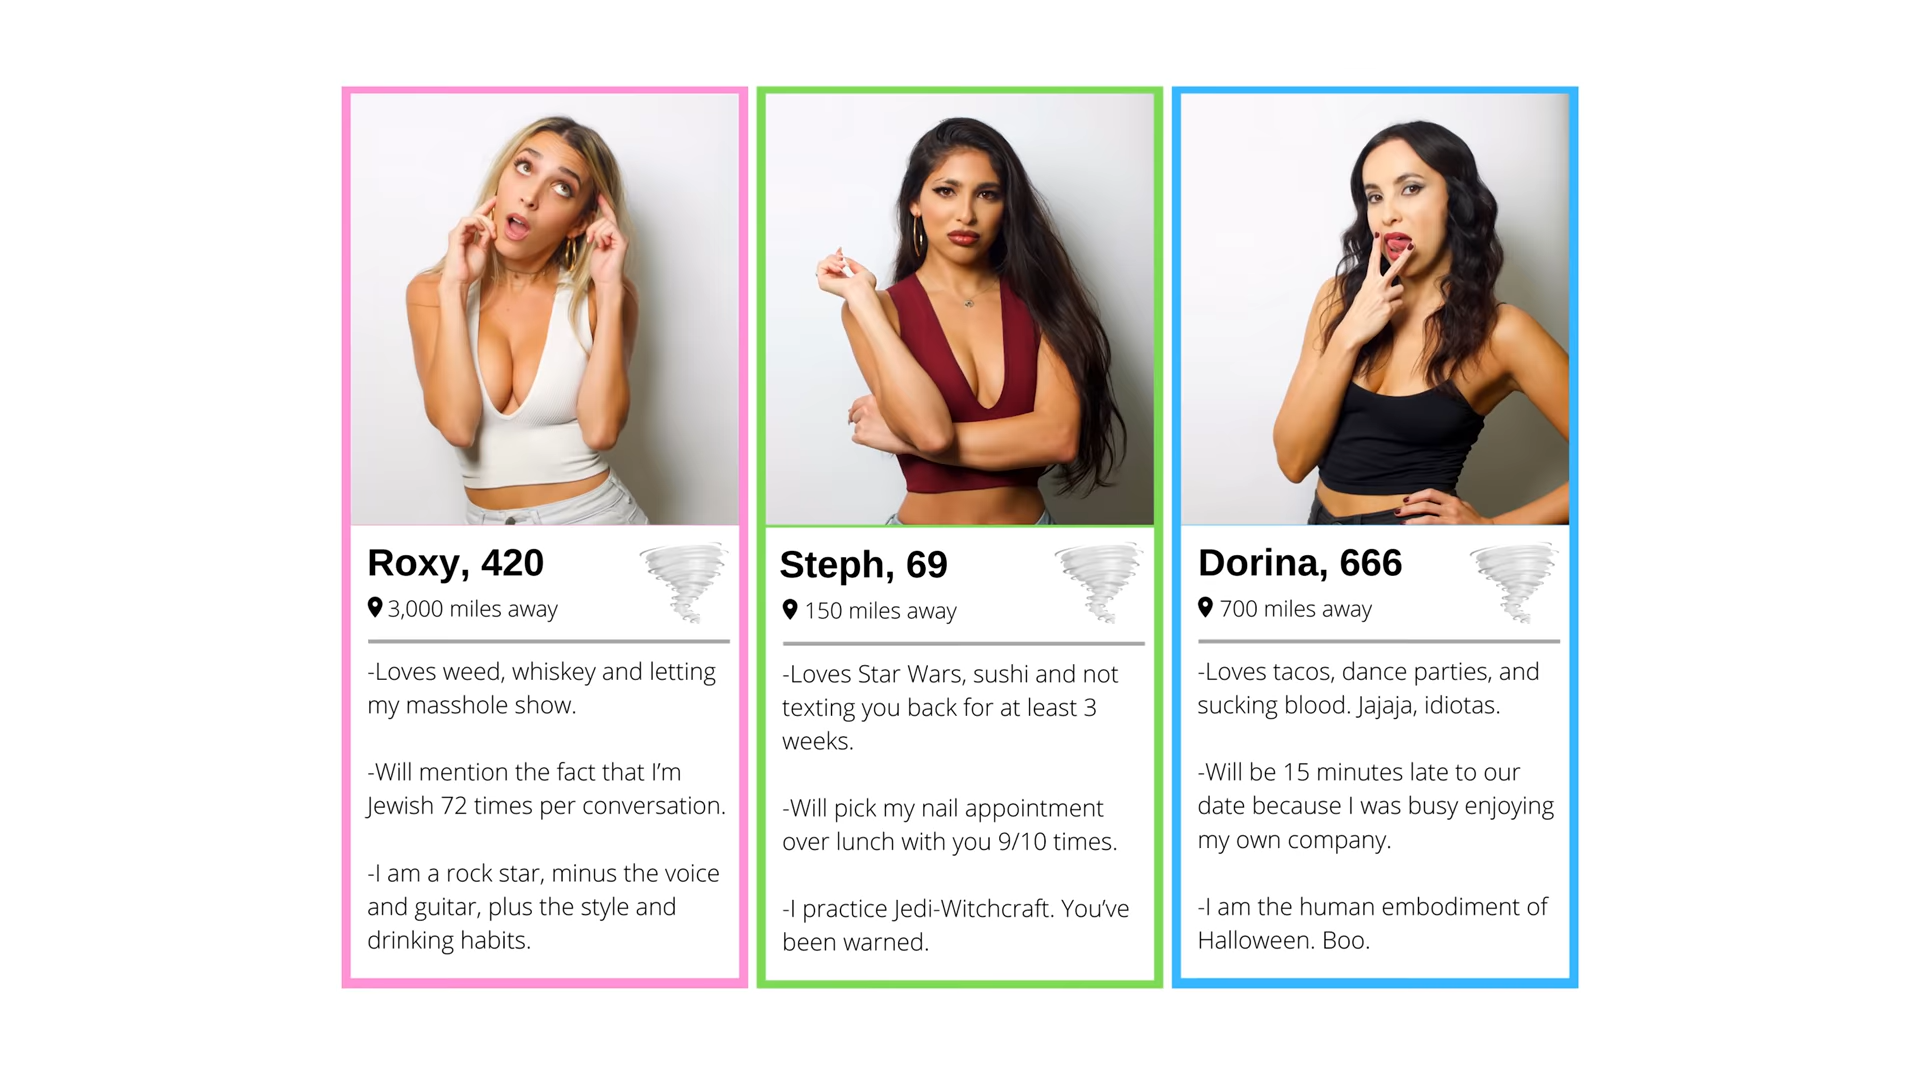 Roxy, 420
3,000 miles away
-Loves weed, whiskey and letting
my masshole show.
-Will mention the fact that I’m
Jewish 72 times per conversation.
-I am a rock star, minus the voice
and guitar, plus the style and
drinking habits.
Steph, 69
150 miles away
-Loves Star Wars, sushi and not
texting you back for at least 3
weeks.
-Will pick my nail appointment
over lunch with you 9/10 times.
-I practice Jedi-Witchcraft. You’ve
been warned.
Dorina, 666
700 miles away
-Loves tacos, dance parties, and
sucking blood. Jajaja, idiotas.
-Will be 15 minutes late to our
date because I was busy enjoying
my own company.
-I am the human embodiment of
Halloween. Boo.